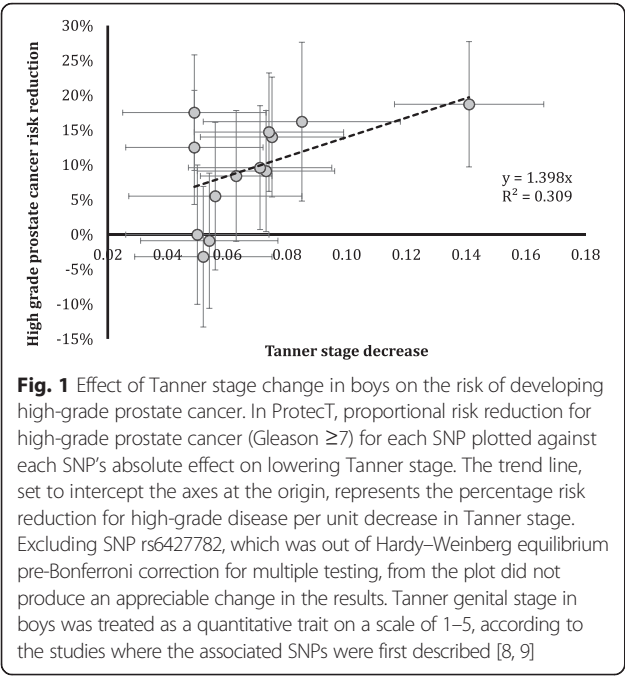 30%
25%
20%
15%
10%
5%
0%
-5%
-10%
-15%
High grade prostate cancer risk reduction
0.02 0.04 0.06 0.08 0.10 0.12 0.14 0.16 0.18
y = 1.398x
R² = 0.309
Tanner stage decrease
Fig. 1 Effect of Tanner stage change in boys on the risk of developing
high-grade prostate cancer. In ProtecT, proportional risk reduction for
high-grade prostate cancer (Gleason ≥7) for each SNP plotted against
each SNP's absolute effect on lowering Tanner stage. The trend line,
set to intercept the axes at the origin, represents the percentage risk
reduction for high-grade disease per unit decrease in Tanner stage.
Excluding SNP rs6427782, which was out of Hardy–Weinberg equilibrium
pre-Bonferroni correction for multiple testing, from the plot did not
produce an appreciable change in the results. Tanner genital stage in
boys was treated as a quantitative trait on a scale of 1–5, according to
the studies where the associated SNPs were first described [8, 9]